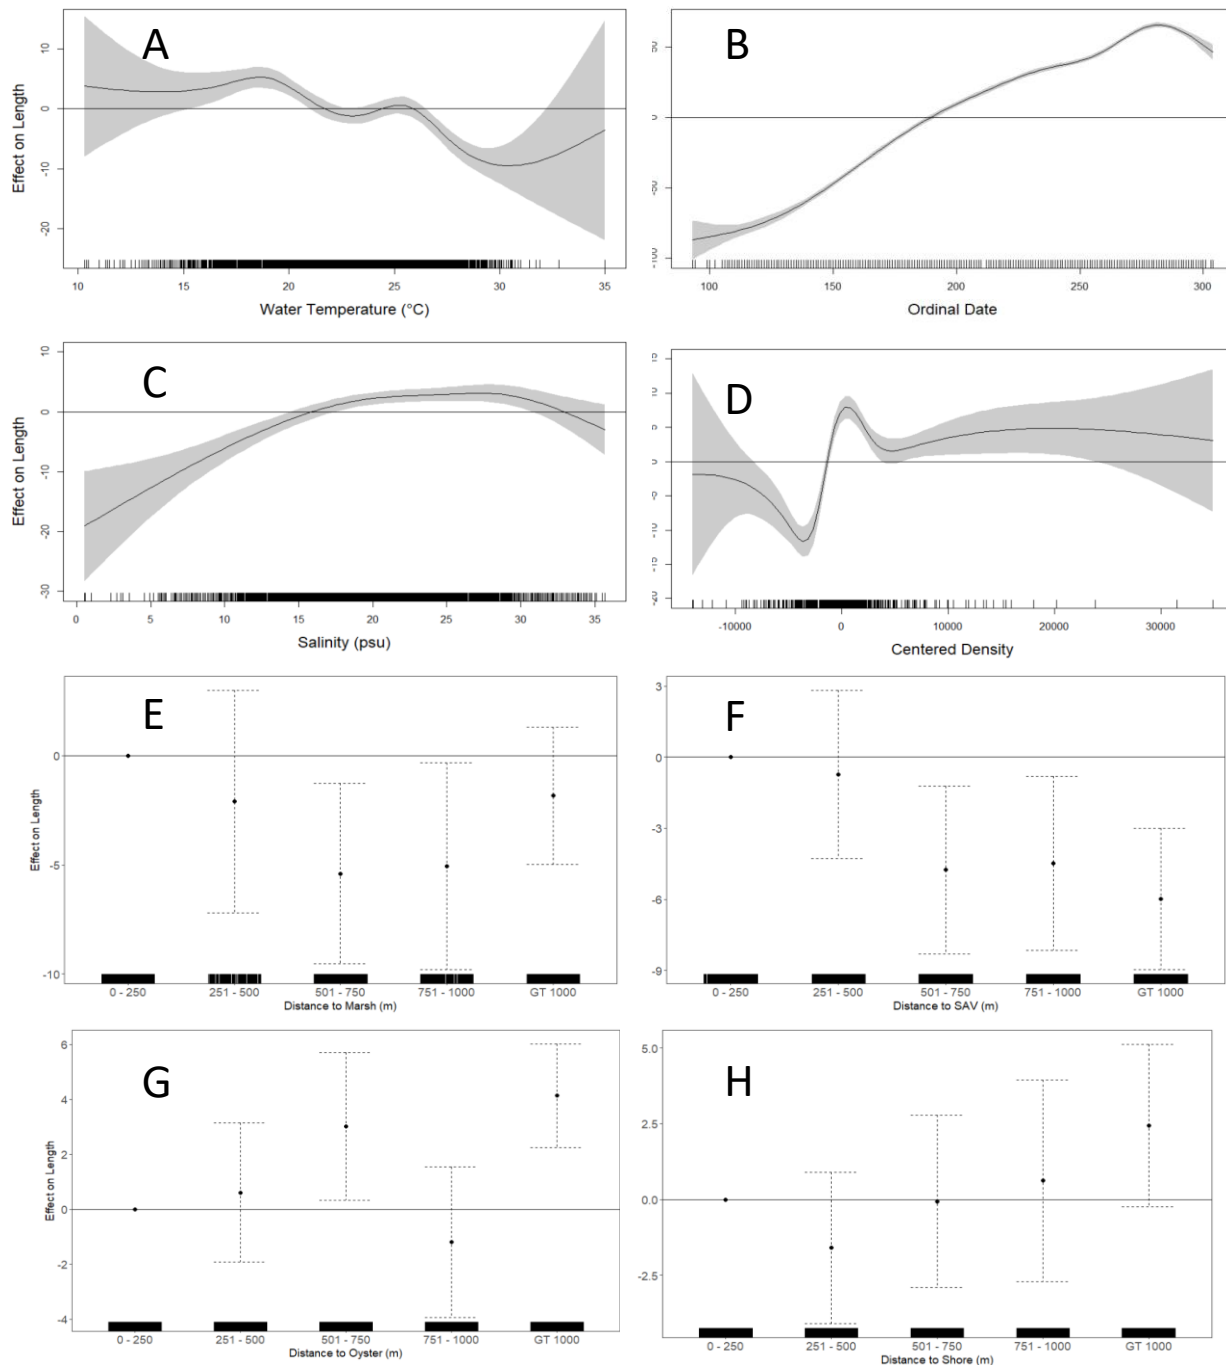 A
Effect on Length
10
0
-10
-20
10
15
20
25
30
35
Water Temperature (°C)
B
0
-100
100
150
200
250
300
Ordinal Date
C
Effect on Length
10
0
-10
-20
-30
0
5
10
15
20
25
30
35
Salinity (psu)
D
-10000
0
10000
20000
30000
Centered Density
E
Effect on Length
0
-5
-10
0 - 250
251 - 500
501 - 750
751 - 1000
GT 1000
Distance to Marsh (m)
F
3
0
-3
-6
-9
0 - 250
251 - 500
501 - 750
751 - 1000
GT 1000
Distance to SAV (m)
G
Effect on Length
6
4
2
0
-2
-4
0 - 250
251 - 500
501 - 750
751 - 1000
GT 1000
Distance to Oyster (m)
H
5.0
2.5
0.0
-2.5
0 - 250
251 - 500
501 - 750
751 - 1000
GT 1000
Distance to Shore (m)